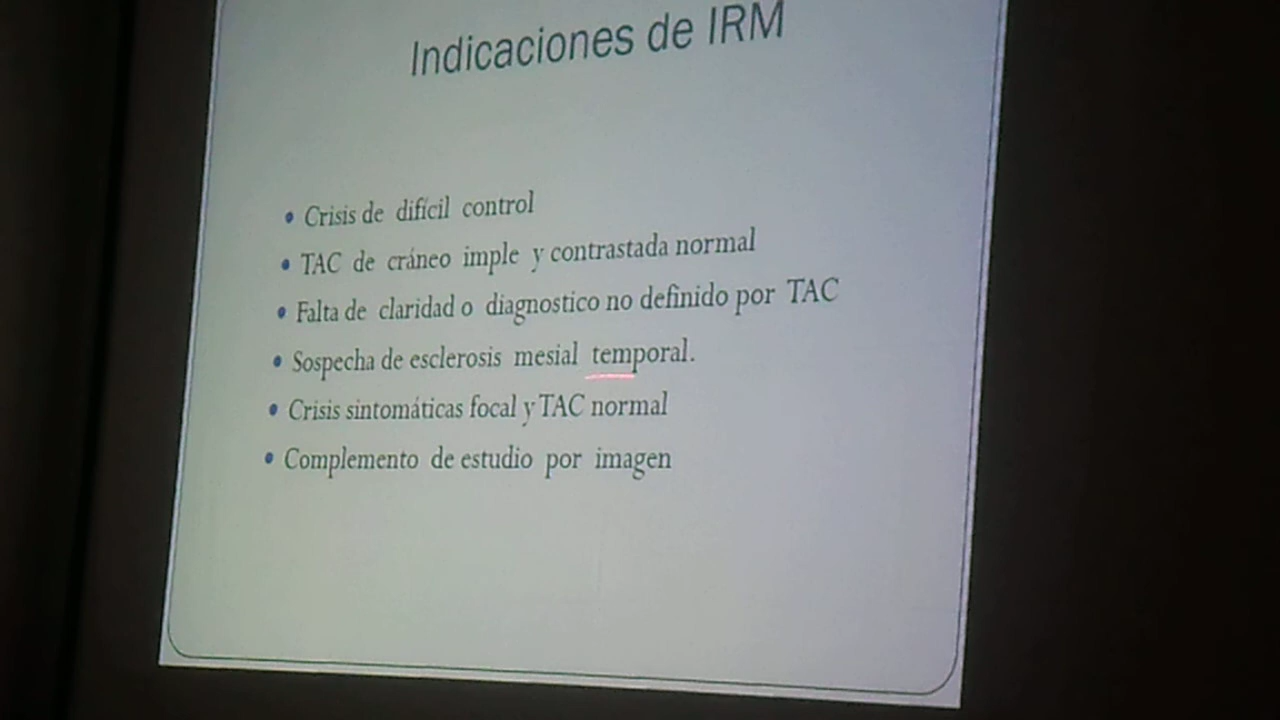 Indicaciones de IRM
• Crisis de difícil control
• TAC de cráneo imple y contrastada normal
• Falta de claridad o diagnostico no definido por TAC
• Sospecha de esclerosis mesial temporal.
• Crisis sintomáticas focal y TAC normal
• Complemento de estudio por imagen